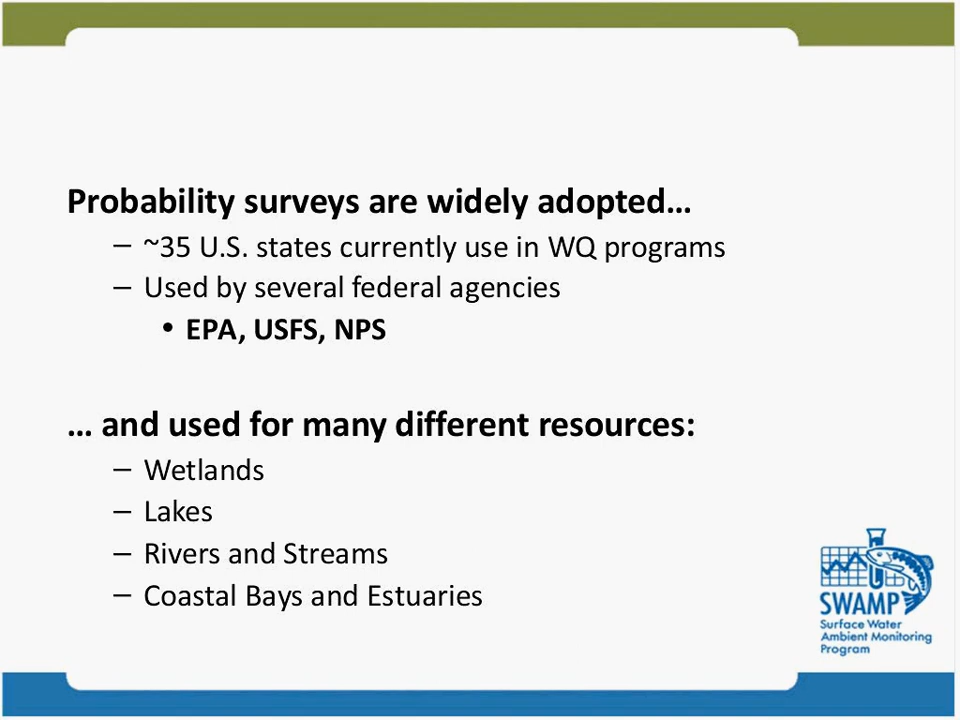 Probability surveys are widely adopted…
– ~35 U.S. states currently use in WQ programs
– Used by several federal agencies
• EPA, USFS, NPS
… and used for many different resources:
– Wetlands
– Lakes
– Rivers and Streams
– Coastal Bays and Estuaries
SWAMP
Surface Water
Ambient Monitoring
Program